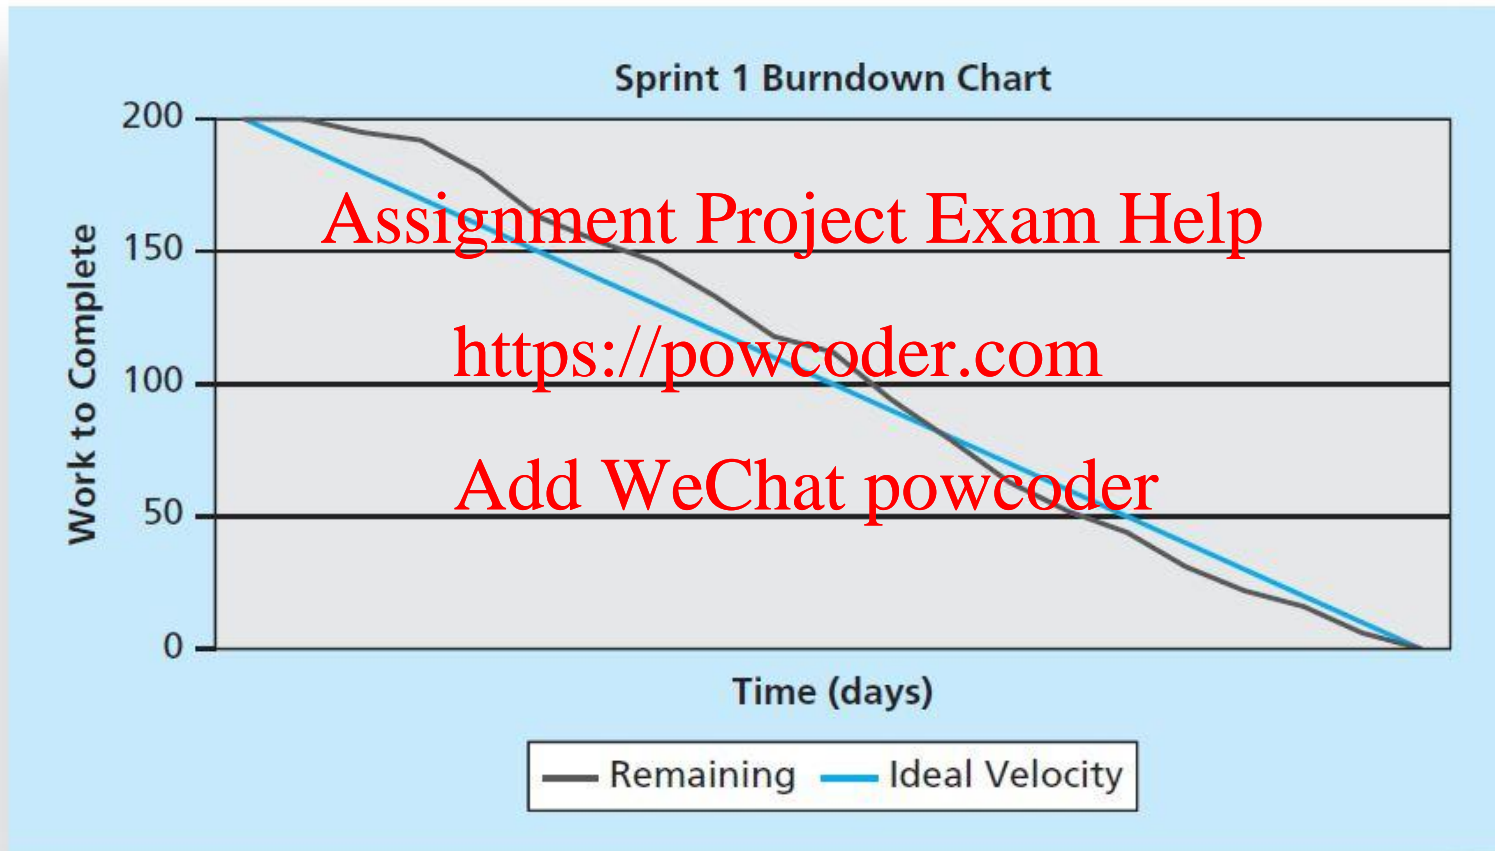 Sprint 1 Burndown Chart
200
150
100
50
0
Work to Complete
Assignment Project Exam Help
https://powcoder.com
Add WeChat powcoder
Time (days)
Remaining Ideal Velocity